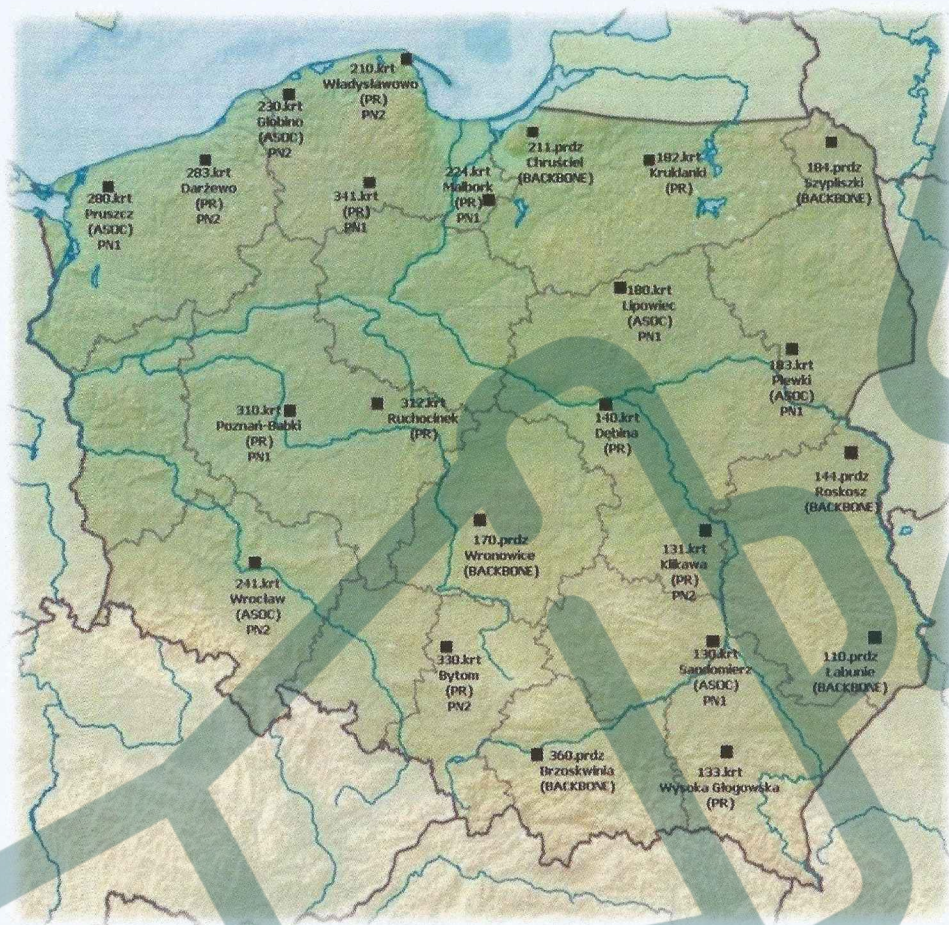 210.krt
Władysławowo
(PR)
PN2
230.krt
Głobino
(ASOC)
PN2
211.prdz
Chruściel
(BACKBONE)
283.krt
Darżewo
(PR)
PN2
182.krt
Kruklanki
(PR)
184.prdz
Szypliszki
(BACKBONE)
280.krt
Pruszcz
(ASOC)
PN1
341.krt
(PR)
PN1
224.krt
Malbork
(PR)
PN1
180.krt
Lipowiec
(ASOC)
PN1
183.krt
Plewki
(ASOC)
PN1
310.krt
Poznań-Babki
(PR)
PN1
312.krt
Ruchocinek
(PR)
140.krt
Dębina
(PR)
144.prdz
Roskosz
(BACKBONE)
170.prdz
Wronowice
(BACKBONE)
131.krt
Klikawa
(PR)
PN2
241.krt
Wrocław
(ASOC)
PN2
330.krt
Bytom
(PR)
PN2
130.krt
Sandomierz
(ASOC)
PN1
110.prdz
Łabunie
(BACKBONE)
360.prdz
Brzoskwinia
(BACKBONE)
133.krt
Wysoka Głogowska
(PR)